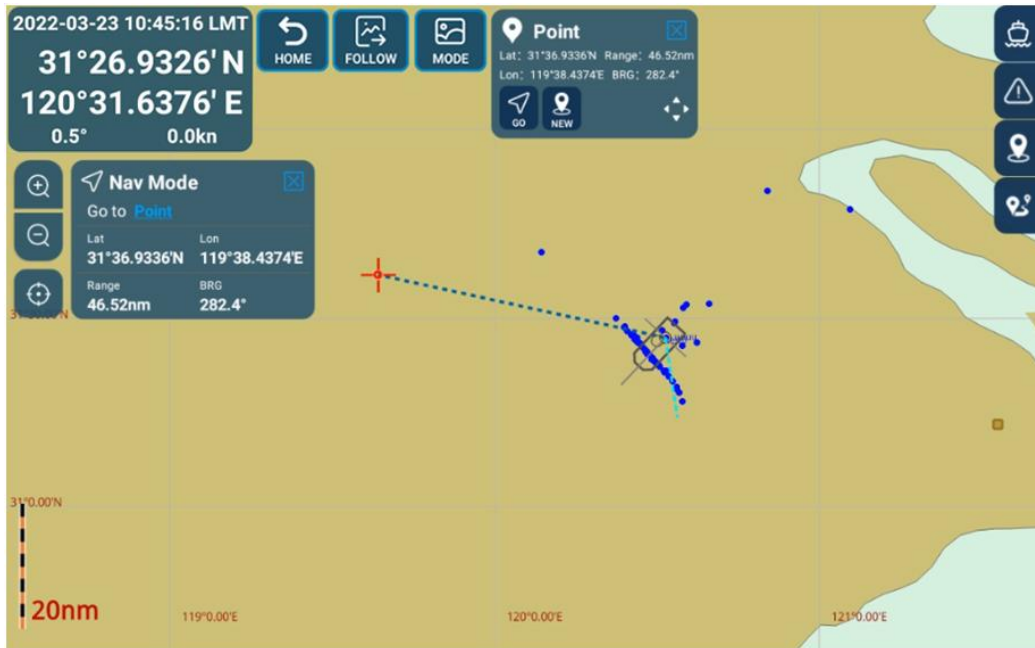 2022-03-23 10:45:16 LMT
31°26.9326' N
120°31.6376' E
0.5° 0.0kn
HOME
FOLLOW
MODE
Point
Lat: 31°36.9336'N Range: 46.52nm
Lon: 119°38.4374'E BRG: 282.4°
GO
NEW
Nav Mode
Go to Point
Lat Lon
31°36.9336'N 119°38.4374'E
Range BRG
46.52nm 282.4°
31°0.00'N
20nm
119°0.00'E
120°0.00'E
121°0.00'E